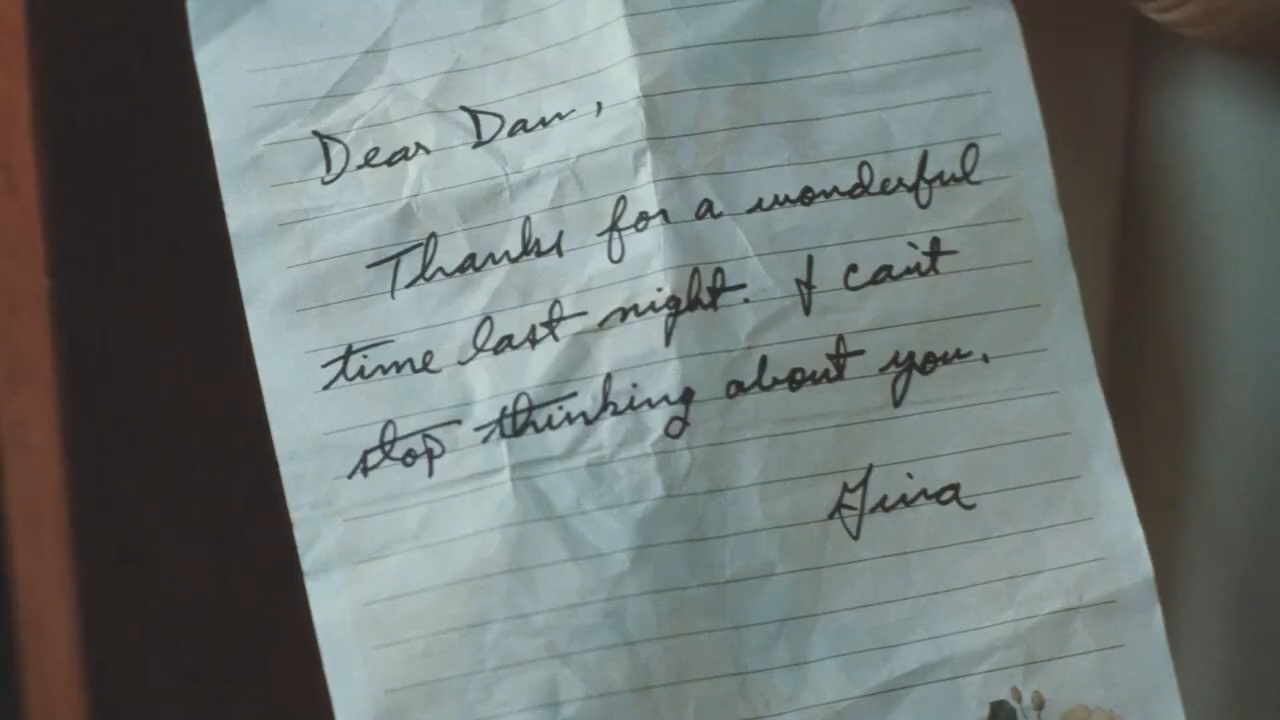 Dear Dan,
Thanks for a wonderful
time last night. I can't
stop thinking about you.
Gina